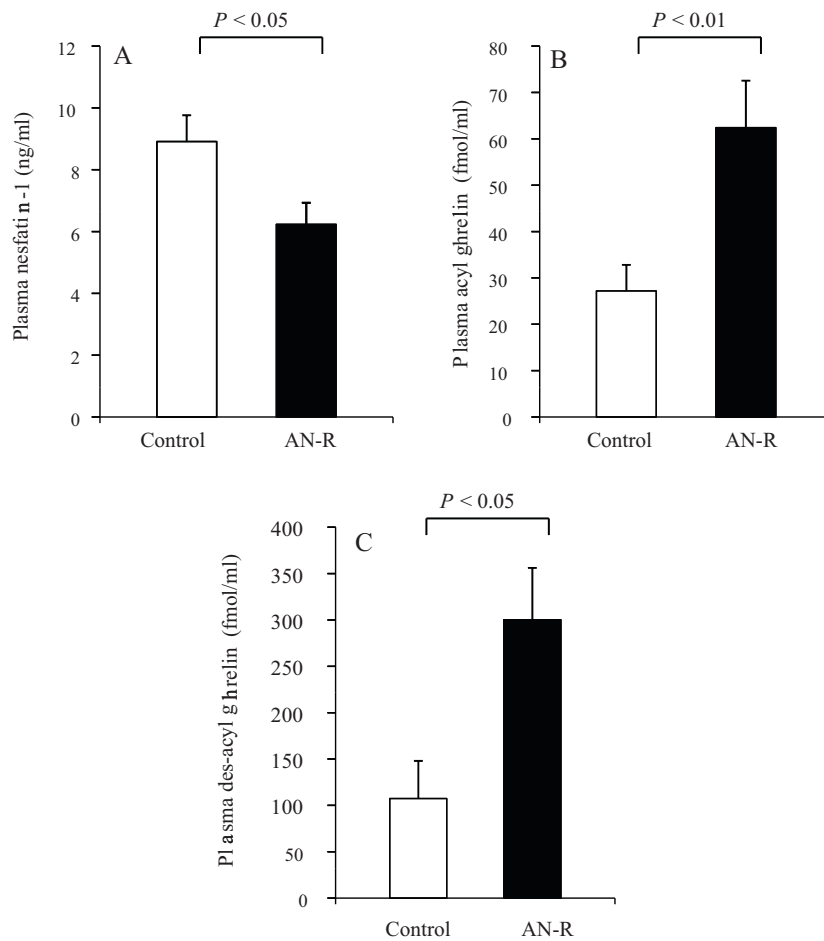 P < 0.05
A
Plasma nesfatin-1 (ng/ml)
12
10
8
6
4
2
0
Control AN-R
P < 0.01
B
Plasma acyl ghrelin (fmol/ml)
80
70
60
50
40
30
20
10
0
Control AN-R
P < 0.05
C
Plasma des-acyl ghrelin (fmol/ml)
400
350
300
250
200
150
100
50
0
Control AN-R